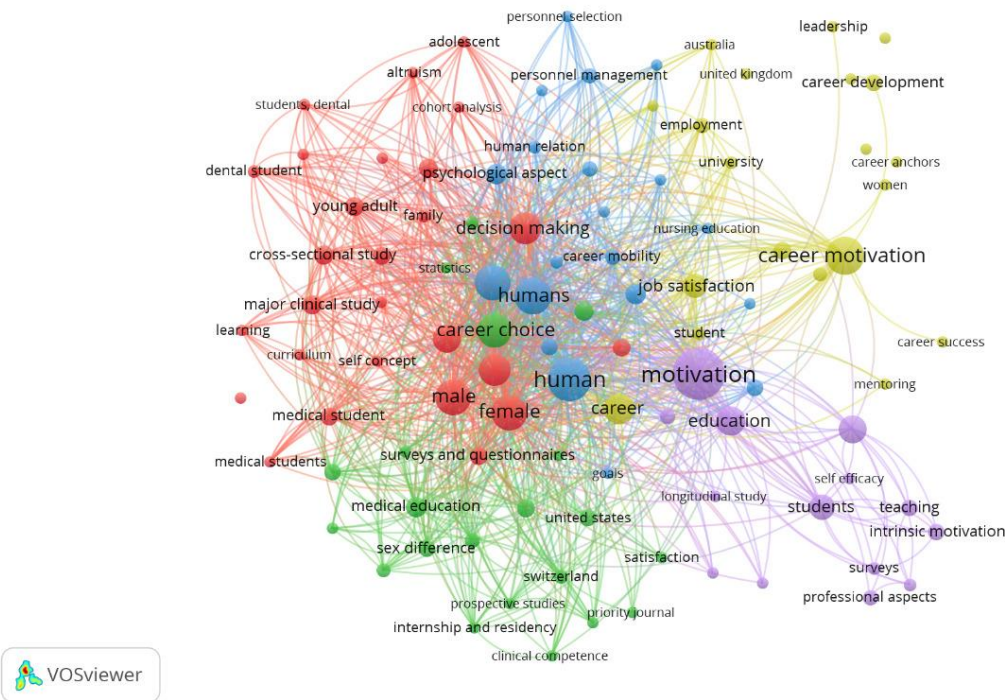 personnel selection
leadership
adolescent
australia
altruism
personnel management
united kingdom
career development
students, dental
cohort analysis
employment
human relation
university
career anchors
dental student
psychological aspect
women
young adult
family
decision making
nursing education
cross-sectional study
career mobility
career motivation
statistics
job satisfaction
humans
major clinical study
learning
career choice
student
career success
curriculum
self concept
human
motivation
mentoring
male
female
career
education
medical student
medical students
surveys and questionnaires
goals
self efficacy
longitudinal study
medical education
students
teaching
united states
intrinsic motivation
sex difference
satisfaction
surveys
switzerland
professional aspects
prospective studies
priority journal
internship and residency
clinical competence
VOSviewer